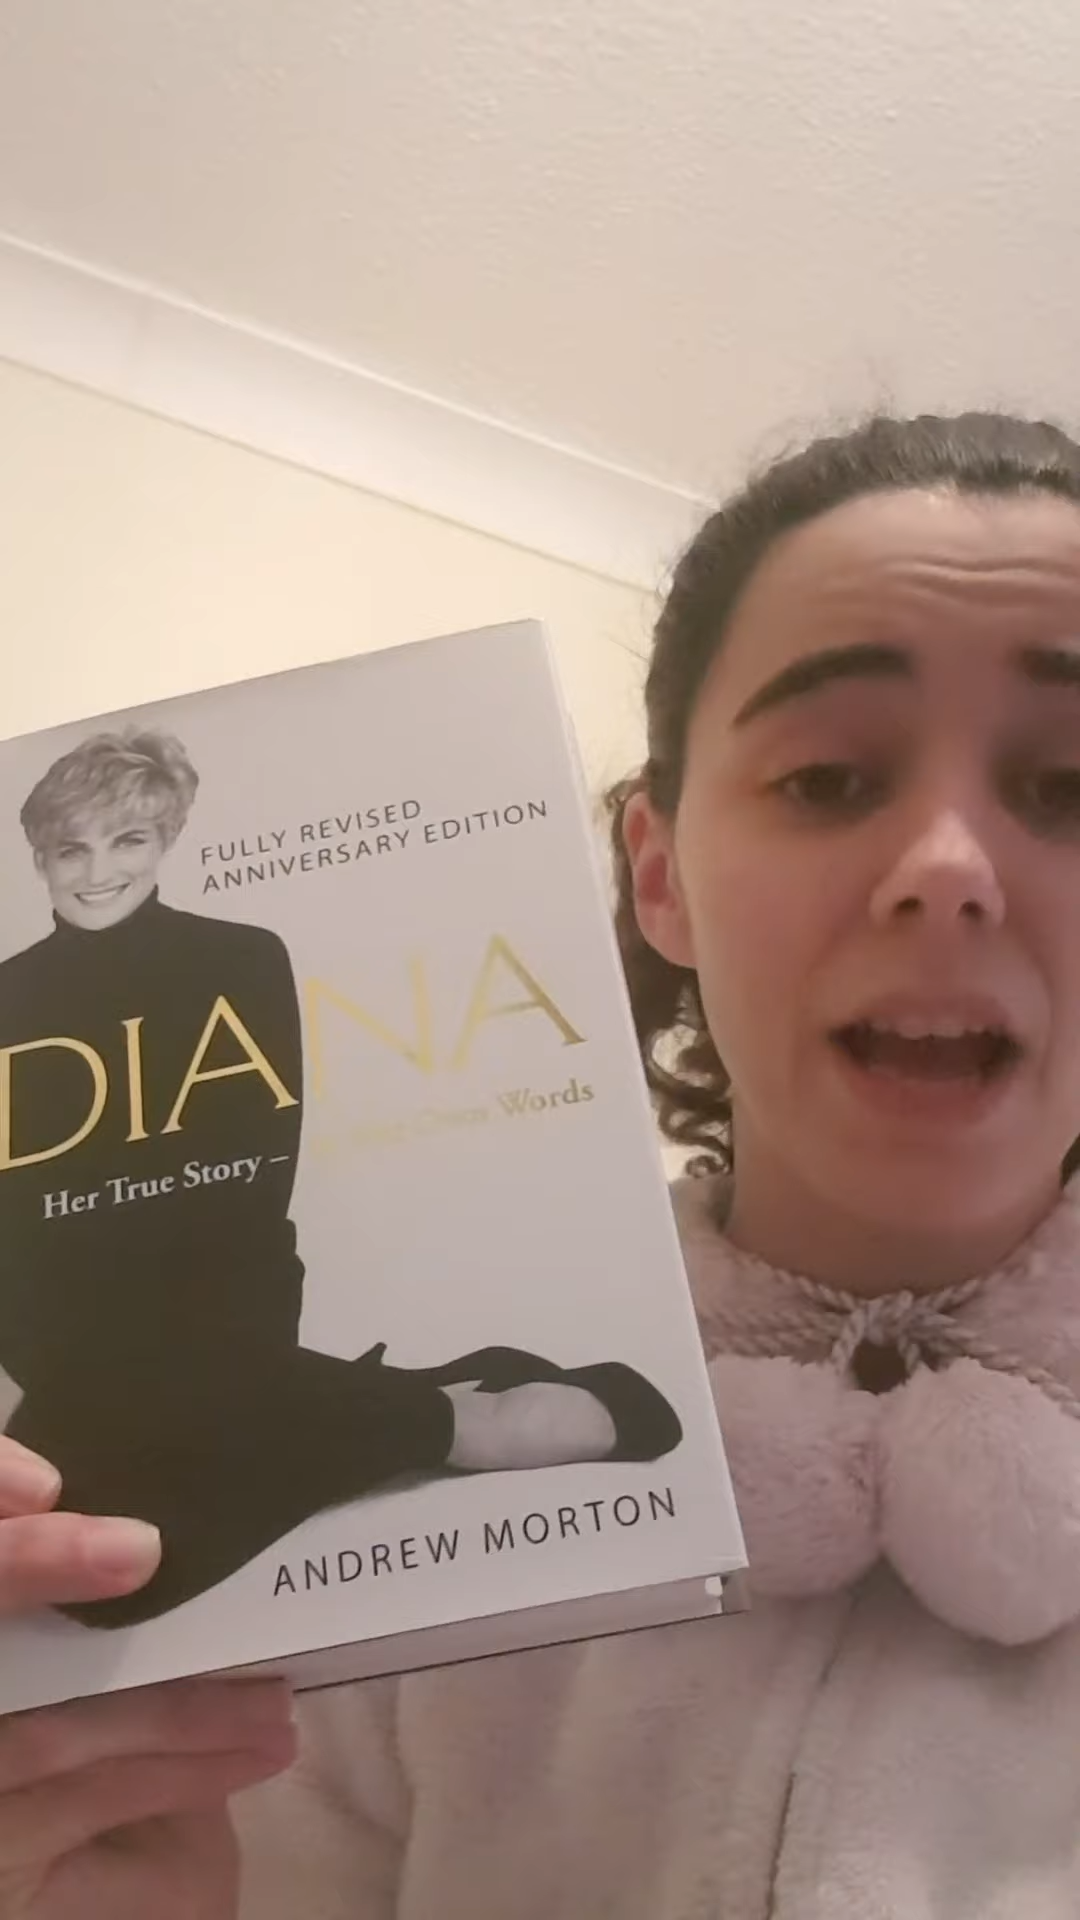 FULLY REVISED
ANNIVERSARY EDITION
DIANA
Her True Story – Words
ANDREW MORTON